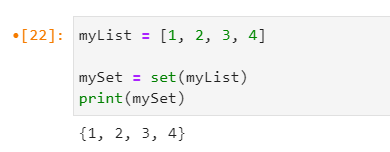 •[22]: myList = [1, 2, 3, 4]
mySet = set(myList)
print(mySet)
{1, 2, 3, 4}